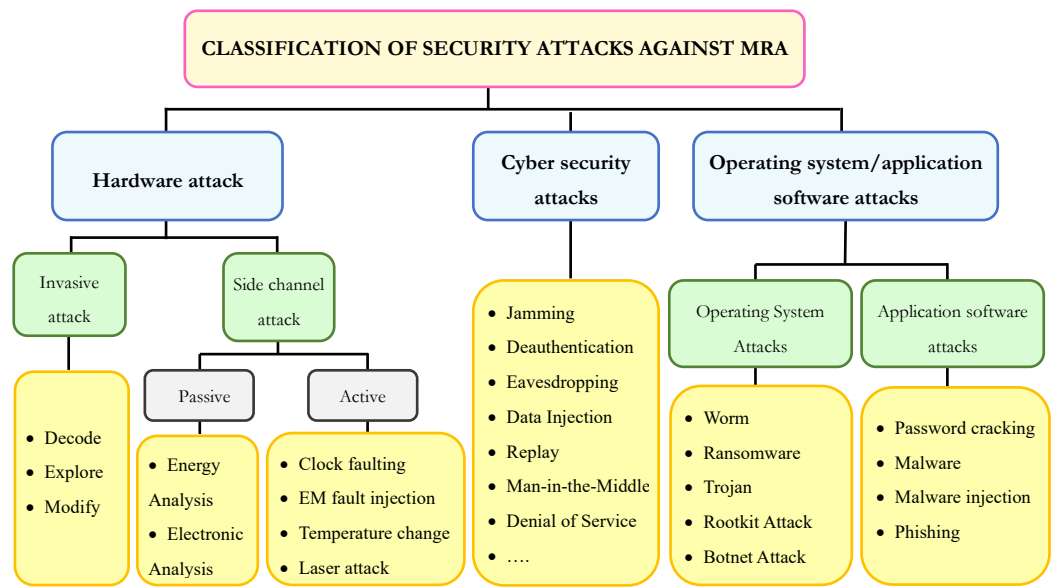 CLASSIFICATION OF SECURITY ATTACKS AGAINST MRA
Hardware attack
Cyber security
attacks
Operating system/application
software attacks
Invasive
attack
Side channel
attack
Passive
Active
• Decode
• Explore
• Modify
• Energy
Analysis
• Electronic
Analysis
• Clock faulting
• EM fault injection
• Temperature change
• Laser attack
• Jamming
• Deauthentication
• Eavesdropping
• Data Injection
• Replay
• Man-in-the-Middle
• Denial of Service
• ….
Operating System
Attacks
• Worm
• Ransomware
• Trojan
• Rootkit Attack
• Botnet Attack
Application software
attacks
• Password cracking
• Malware
• Malware injection
• Phishing